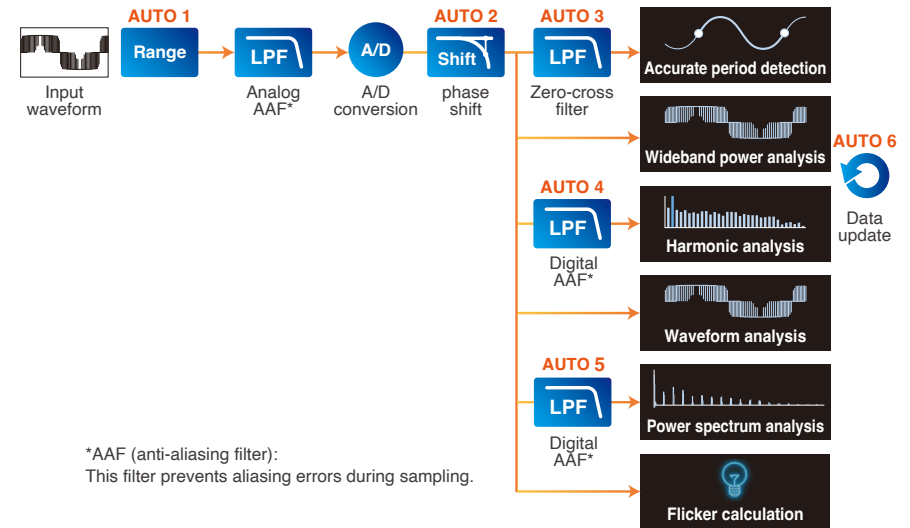 AUTO 1
Range
Input
waveform
LPF
Analog
AAF*
A/D
A/D
conversion
AUTO 2
Shift
phase
shift
AUTO 3
LPF
Zero-cross
filter
Accurate period detection
Wideband power analysis
AUTO 4
LPF
Digital
AAF*
Harmonic analysis
Waveform analysis
AUTO 5
LPF
Digital
AAF*
Power spectrum analysis
Flicker calculation
AUTO 6
Data
update
*AAF (anti-aliasing filter):
This filter prevents aliasing errors during sampling.